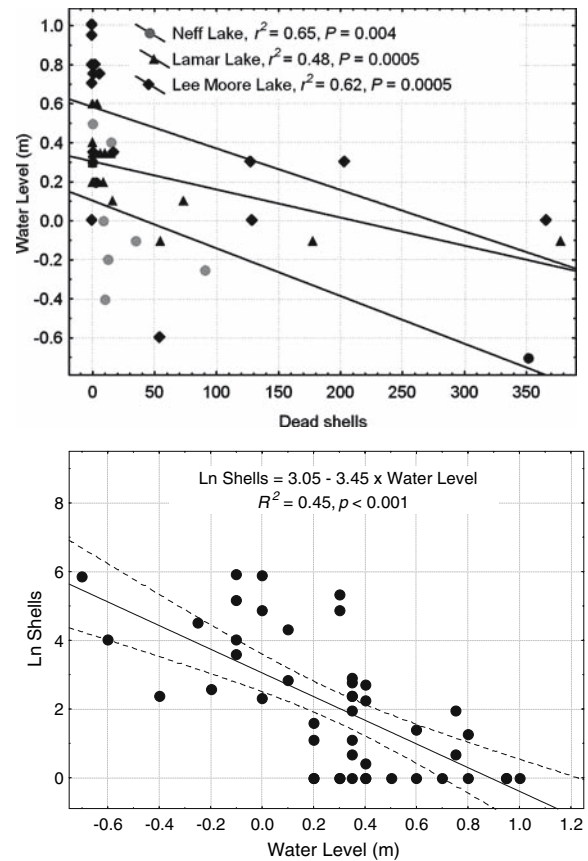 Neff Lake, r² = 0.65, P = 0.004
Lamar Lake, r² = 0.48, P = 0.0005
Lee Moore Lake, r² = 0.62, P = 0.0005
Water Level (m)
1.0
0.8
0.6
0.4
0.2
0.0
-0.2
-0.4
-0.6
0 50 100 150 200 250 300 350
Dead shells
Ln Shells = 3.05 - 3.45 x Water Level
R² = 0.45, p < 0.001
Ln Shells
8
6
4
2
0
-0.6 -0.4 -0.2 0.0 0.2 0.4 0.6 0.8 1.0 1.2
Water Level (m)